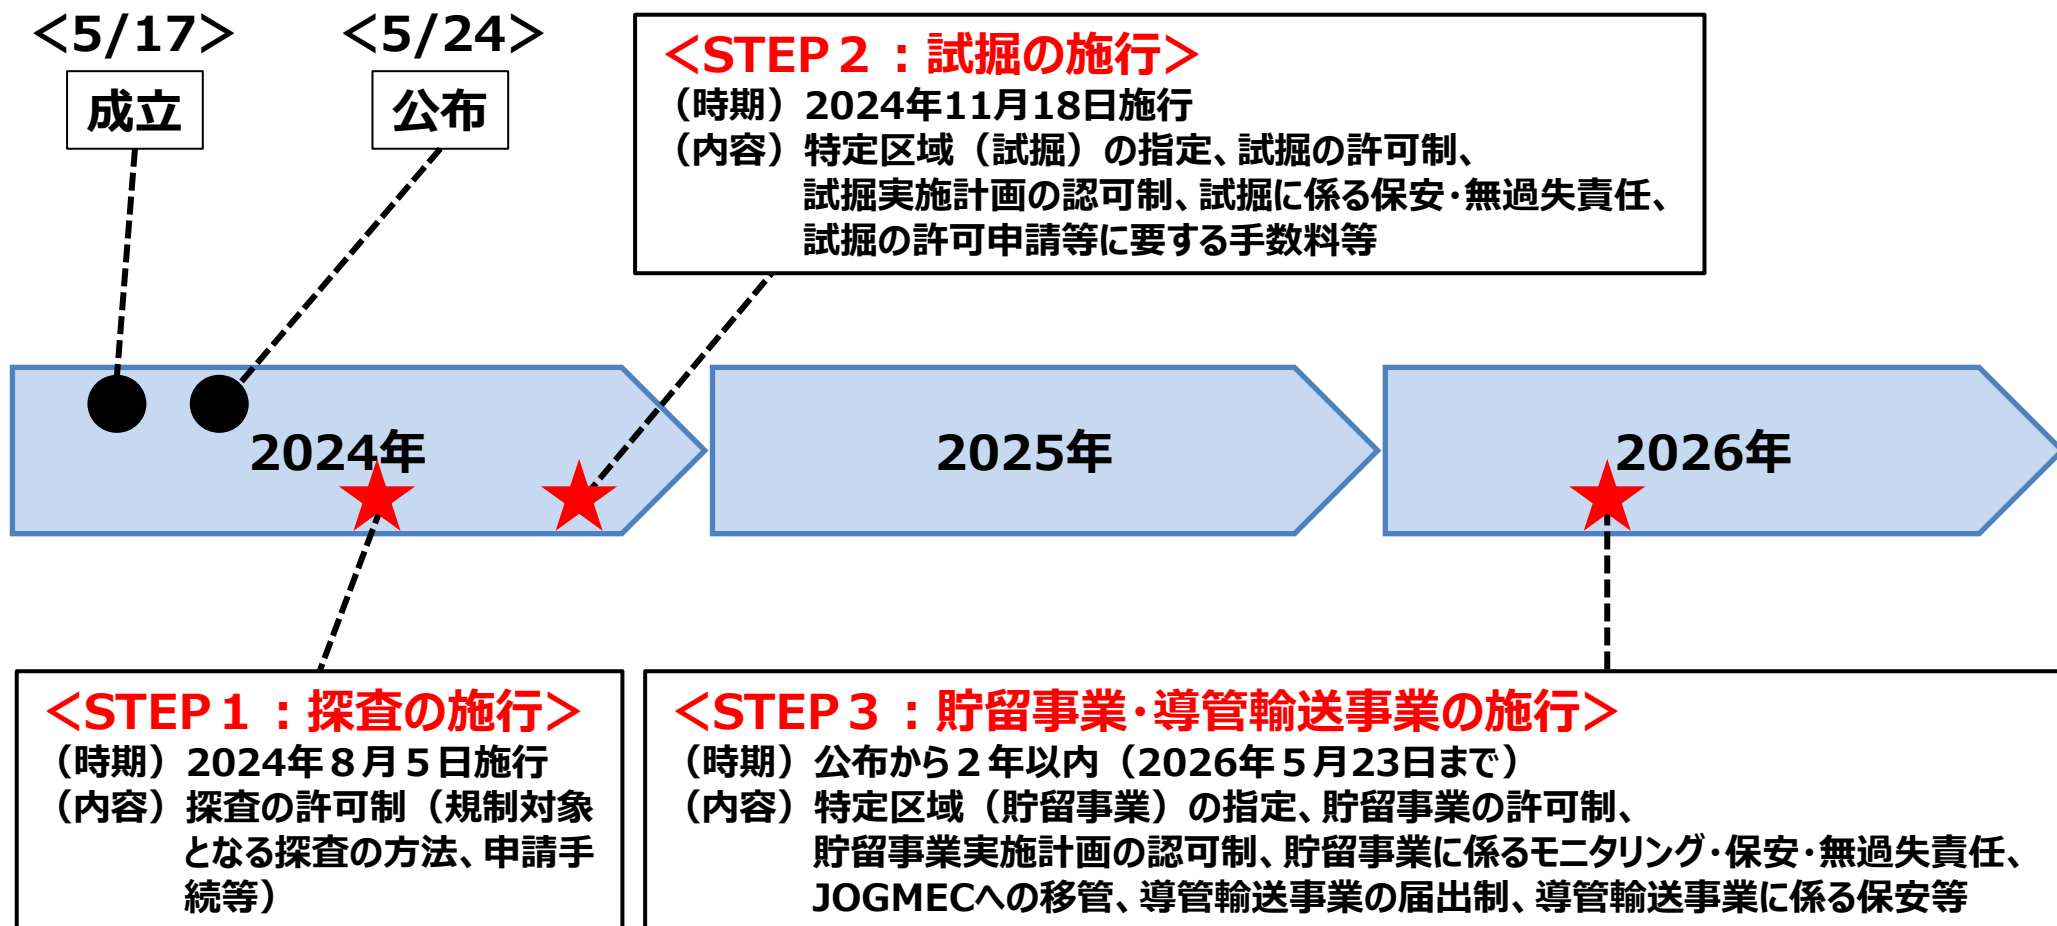 <5/17>
成立
<5/24>
公布
<STEP２：試掘の施行>
（時期）2024年11月18日施行
（内容）特定区域（試掘）の指定、試掘の許可制、
試掘実施計画の認可制、試掘に係る保安・無過失責任、
試掘の許可申請等に要する手数料等
2024年
2025年
2026年
<STEP１：探査の施行>
（時期）2024年８月５日施行
（内容）探査の許可制（規制対象
となる探査の方法、申請手
続等）
<STEP３：貯留事業・導管輸送事業の施行>
（時期）公布から２年以内（2026年５月23日まで）
（内容）特定区域（貯留事業）の指定、貯留事業の許可制、
貯留事業実施計画の認可制、貯留事業に係るモニタリング・保安・無過失責任、
JOGMECへの移管、導管輸送事業の届出制、導管輸送事業に係る保安等